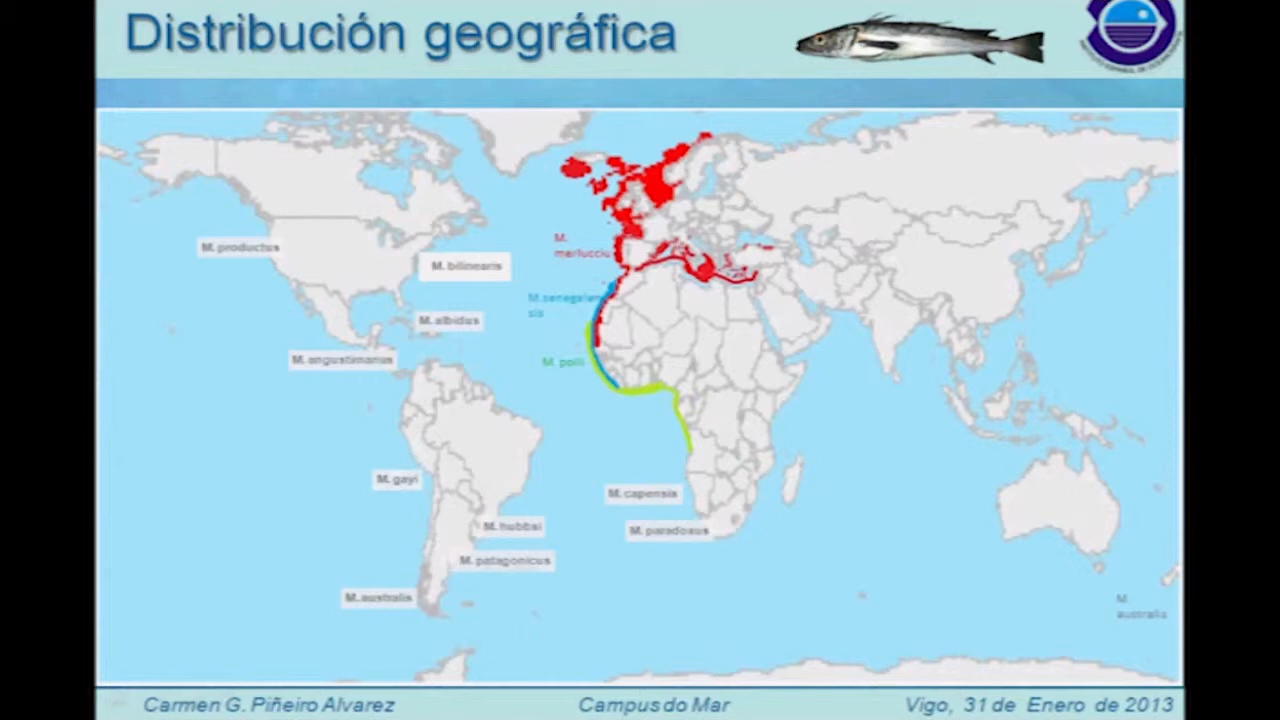 Distribución geográfica
M. productus
M. bilinearis
M. albidus
M. angustimanus
M. gayi
M. hubbsi
M. patagonicus
M. australis
M.
merlucciu
M. senegalen
sis
M. polli
M. capensis
M. paradoxus
M.
australis
Carmen G. Piñeiro Alvarez
Campus do Mar
Vigo, 31 de Enero de 2013